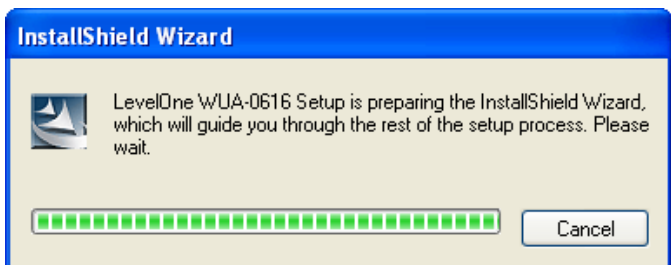 InstallShield Wizard
LevelOne WUA-0616 Setup is preparing the InstallShield Wizard,
which will guide you through the rest of the setup process. Please
wait.
Cancel